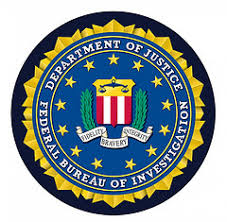 DEPARTMENT OF JUSTICE
FIDELITY BRAVERY INTEGRITY
FEDERAL BUREAU OF INVESTIGATION